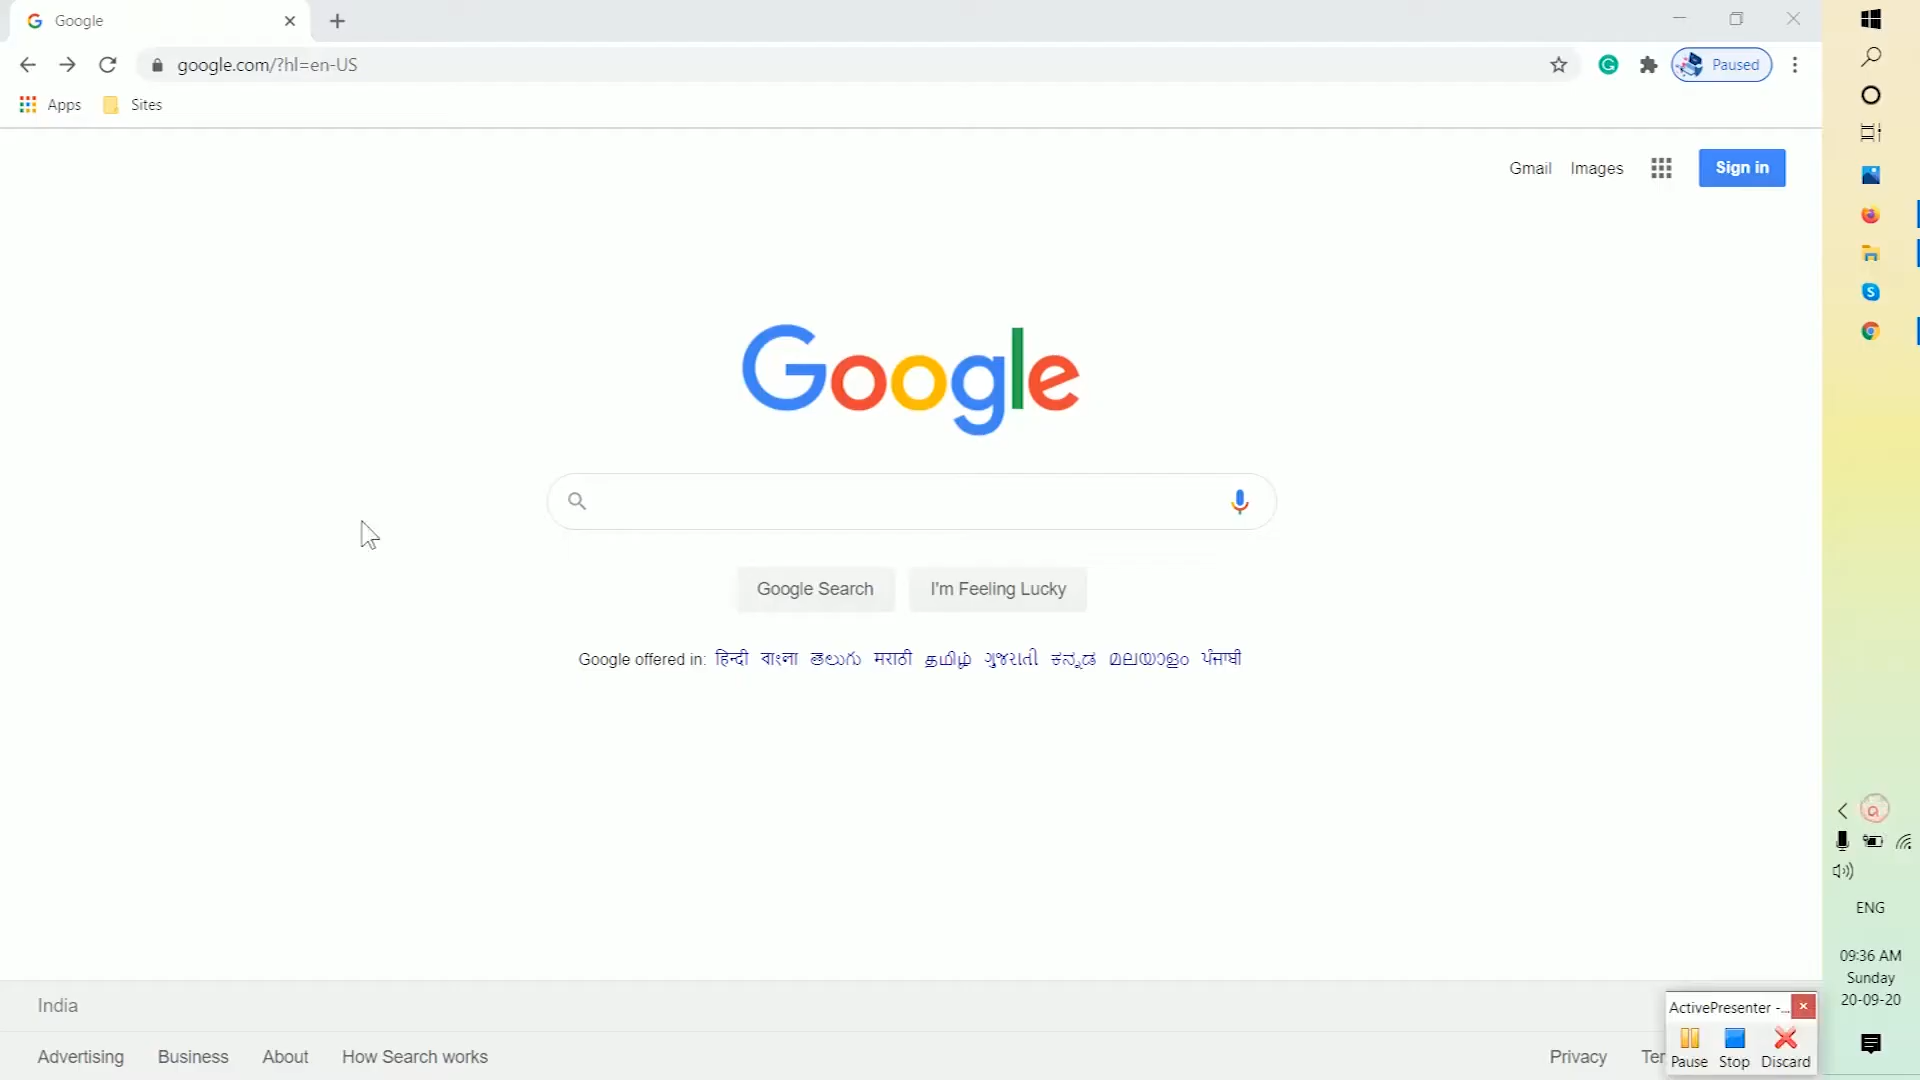 Google
google.com/?hl=en-US
Paused
Apps
Sites
Gmail
Images
Sign in
Google
Google Search
I'm Feeling Lucky
Google offered in: हिन्दी বাংলা తెలుగు मराठी தமிழ் ગુજરાતી ಕನ್ನಡ മലയാളം ਪੰਜਾਬੀ
ENG
09:36 AM
Sunday
20-09-20
India
ActivePresenter -...
Pause
Stop
Discard
Advertising
Business
About
How Search works
Privacy
Ter